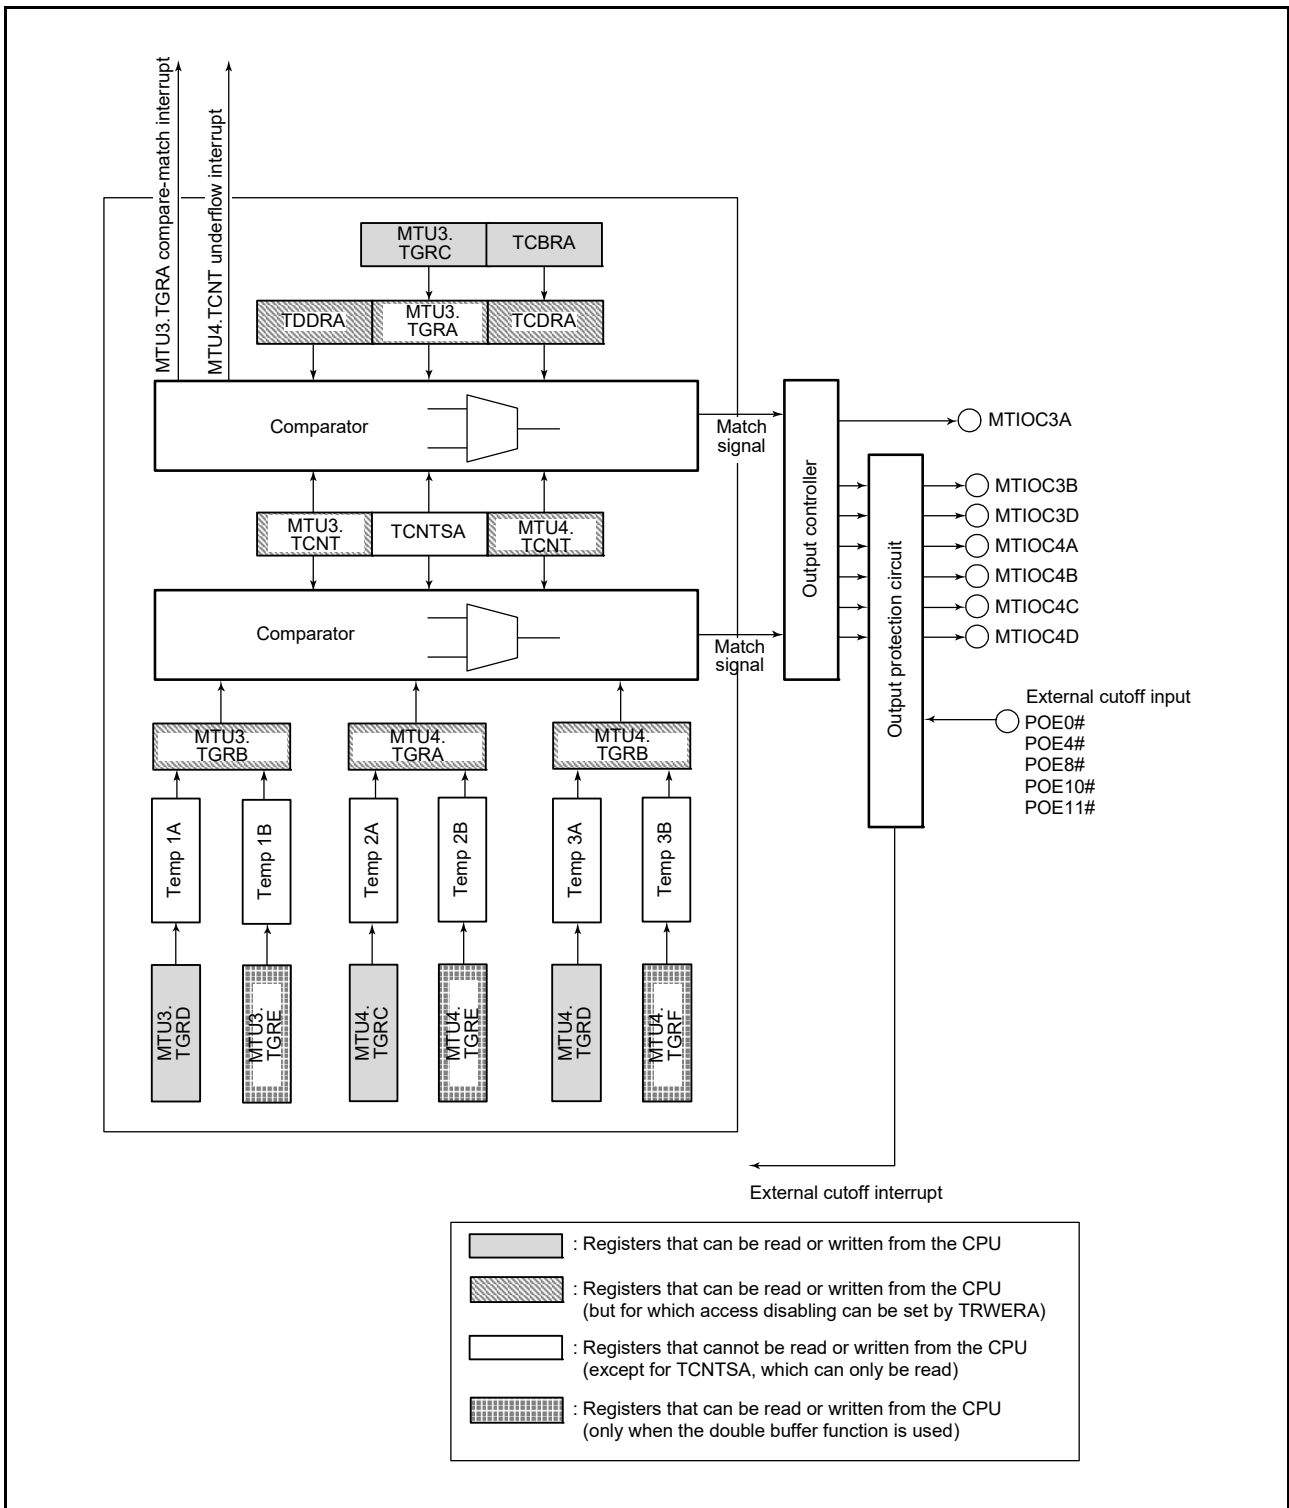 MTU3.TGRA compare-match interrupt
MTU4.TCNT underflow interrupt
MTU3.
TGRC
TCBRA
TDDRA
MTU3.
TGRA
TCDRA
Comparator
Match
signal
MTU3.
TCNT
TCNTSA
MTU4.
TCNT
Comparator
Match
signal
Output controller
Output protection circuit
MTIOC3A
MTIOC3B
MTIOC3D
MTIOC4A
MTIOC4B
MTIOC4C
MTIOC4D
External cutoff input
POE0#
POE4#
POE8#
POE10#
POE11#
MTU3.
TGRB
MTU4.
TGRA
MTU4.
TGRB
Temp 1A
Temp 1B
Temp 2A
Temp 2B
Temp 3A
Temp 3B
MTU3.
TGRD
MTU3.
TGRE
MTU4.
TGRC
MTU4.
TGRE
MTU4.
TGRD
MTU4.
TGRF
External cutoff interrupt
: Registers that can be read or written from the CPU
: Registers that can be read or written from the CPU
(but for which access disabling can be set by TRWERA)
: Registers that cannot be read or written from the CPU
(except for TCNTSA, which can only be read)
: Registers that can be read or written from the CPU
(only when the double buffer function is used)